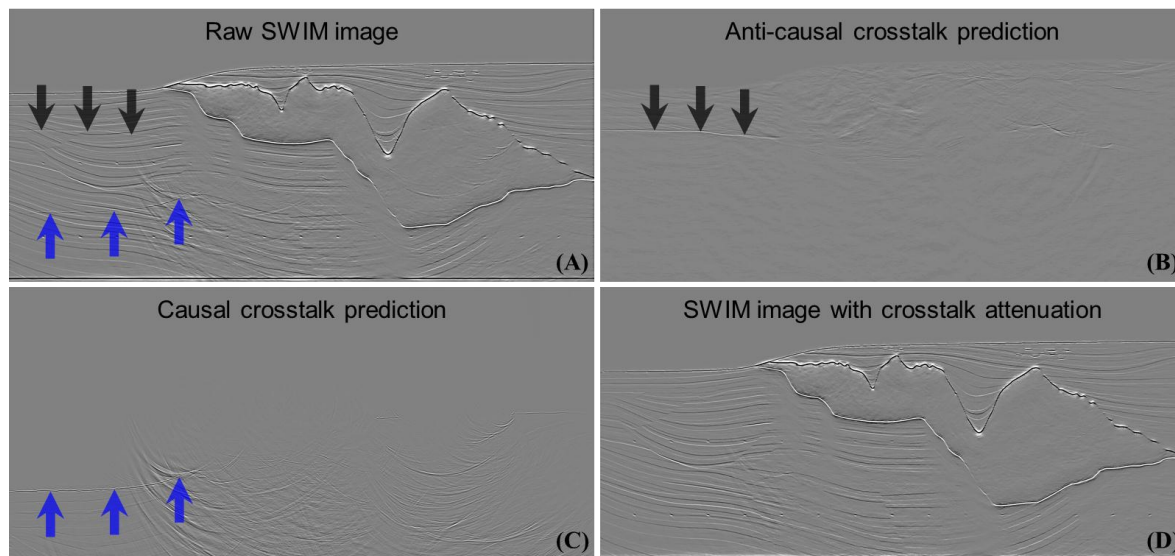 Raw SWIM image
(A)
Anti-causal crosstalk prediction
(B)
Causal crosstalk prediction
(C)
SWIM image with crosstalk attenuation
(D)